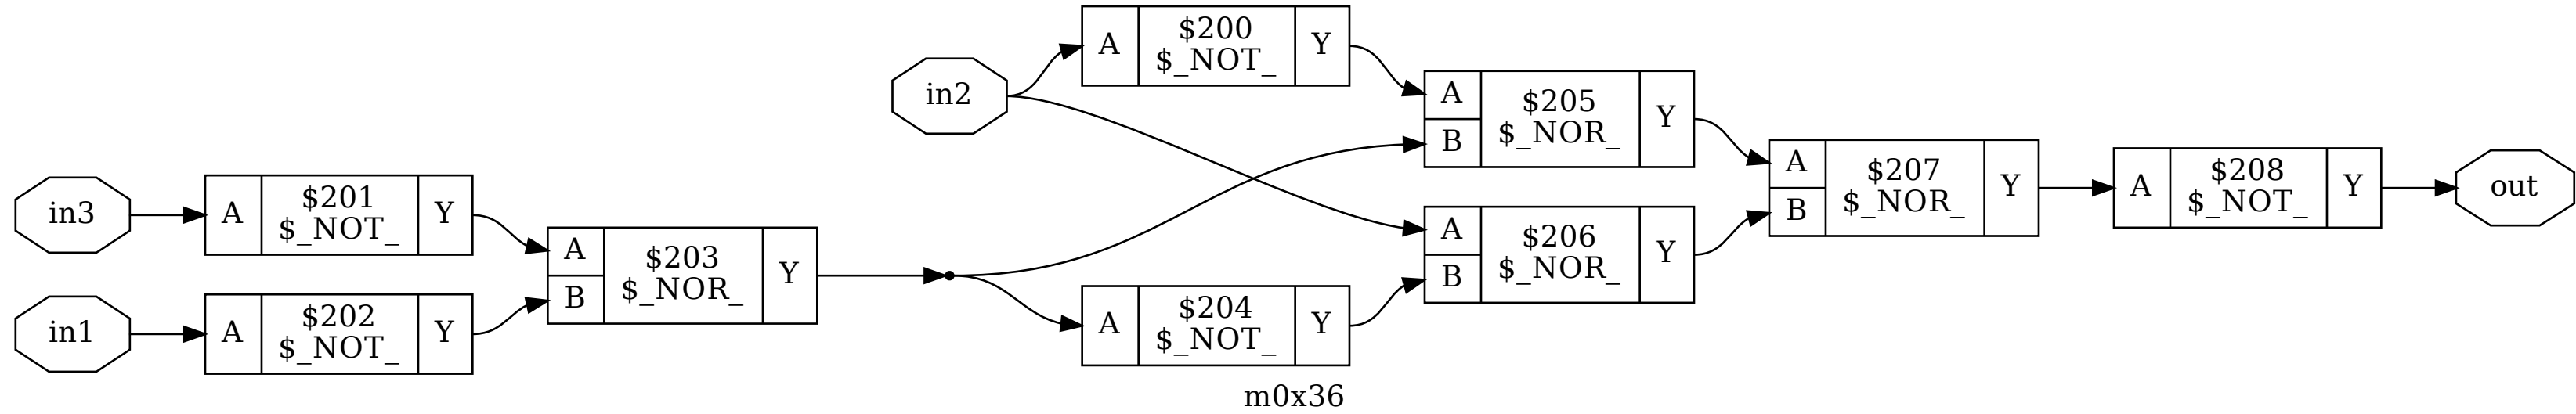 in3
in1
A
$201
$_NOT_
Y
A
$202
$_NOT_
Y
A
B
$203
$_NOR_
Y
in2
A
$200
$_NOT_
Y
A
$204
$_NOT_
Y
A
B
$205
$_NOR_
Y
A
B
$206
$_NOR_
Y
A
B
$207
$_NOR_
Y
A
$208
$_NOT_
Y
out
m0x36